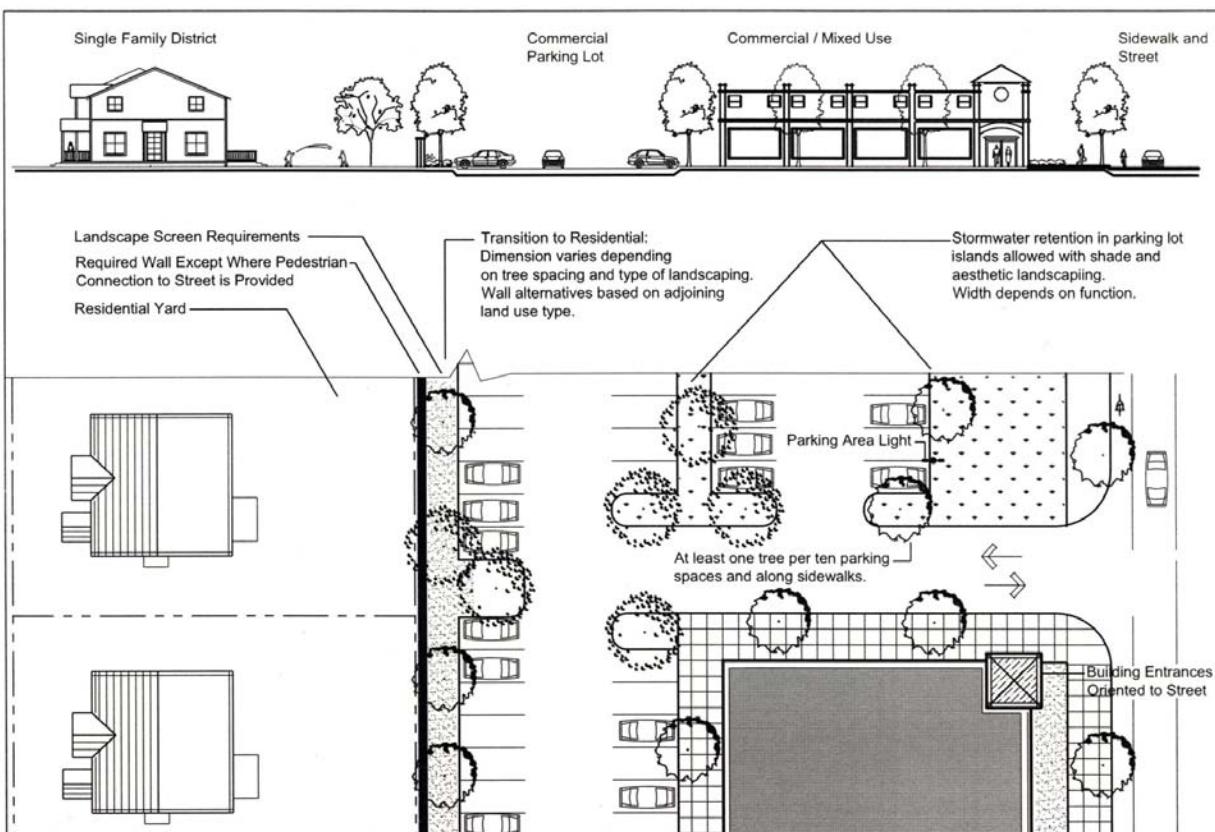 Single Family District
Commercial
Parking Lot
Commercial / Mixed Use
Sidewalk and
Street
Landscape Screen Requirements
Required Wall Except Where Pedestrian
Connection to Street is Provided
Residential Yard
Transition to Residential:
Dimension varies depending
on tree spacing and type of landscaping.
Wall alternatives based on adjoining
land use type.
Stormwater retention in parking lot
islands allowed with shade and
aesthetic landscapiing.
Width depends on function.
Parking Area Light
At least one tree per ten parking
spaces and along sidewalks.
Building Entrances
Oriented to Street